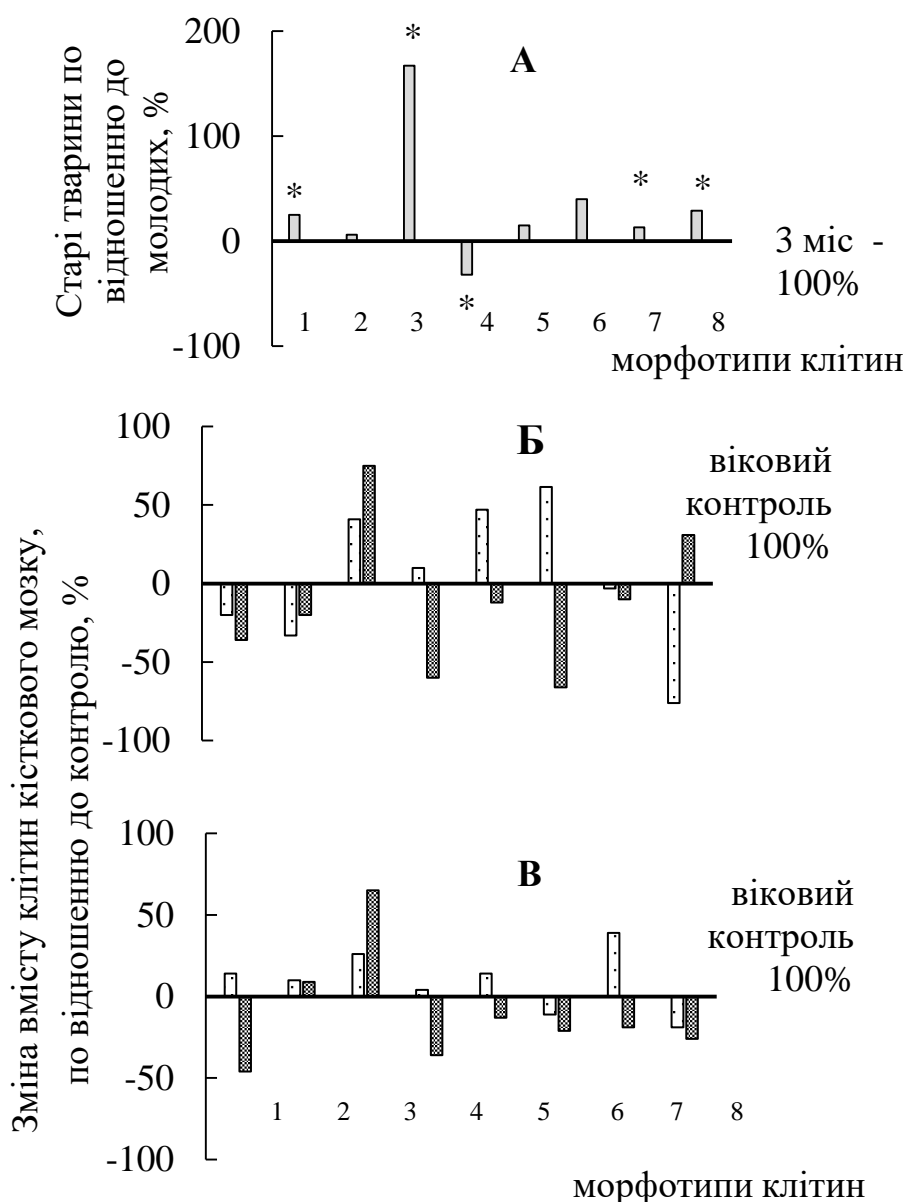 Старі тварини по
відношенню до
молодих, %
200
100
0
-100
А
*
*
*
*
*
3 міс -
100%
1 2 3 4 5 6 7 8
морфотипи клітин
Зміна вмісту клітин кісткового мозку,
по відношенню до контролю, %
100
50
0
-50
-100
Б
віковий
контроль
100%
100
50
0
-50
-100
В
віковий
контроль
100%
1 2 3 4 5 6 7 8
морфотипи клітин